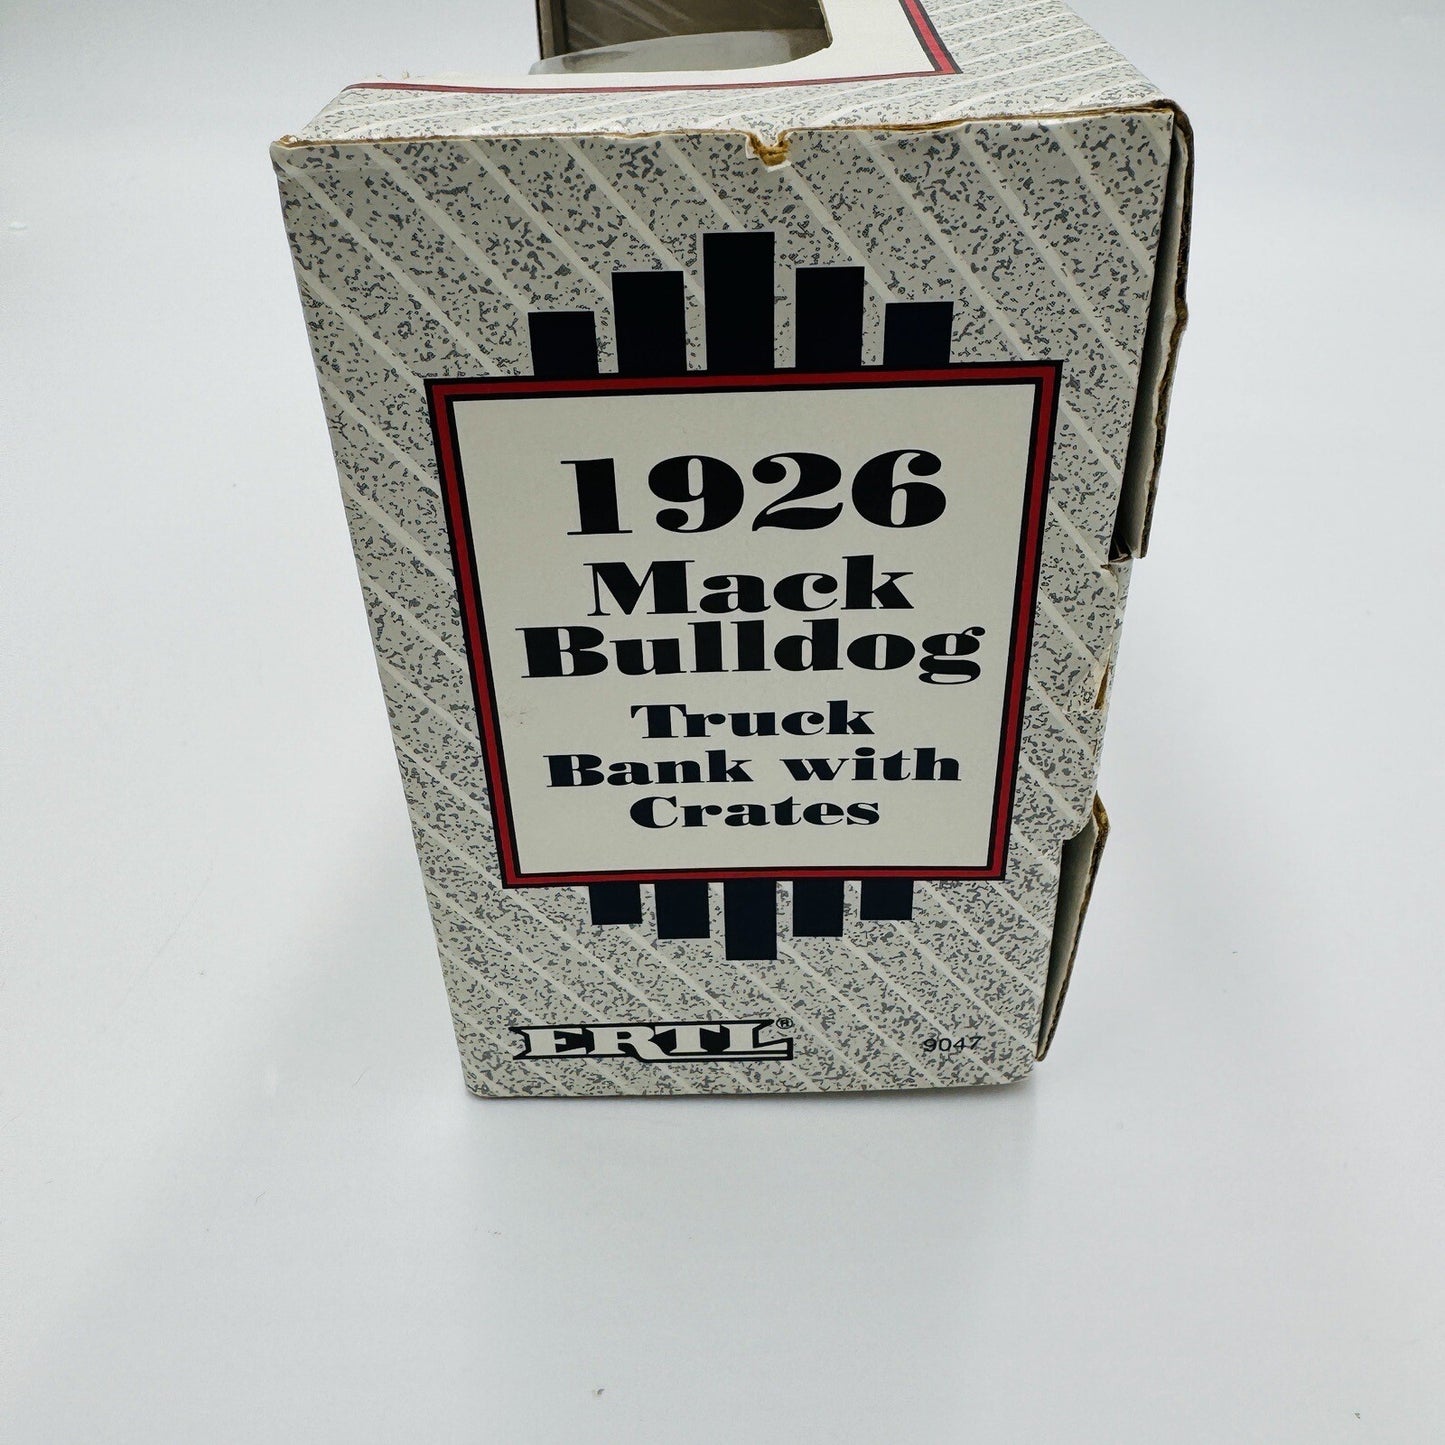 1926
Mack
Bulldog
Truck
Bank with
Crates
ERTL®
9047